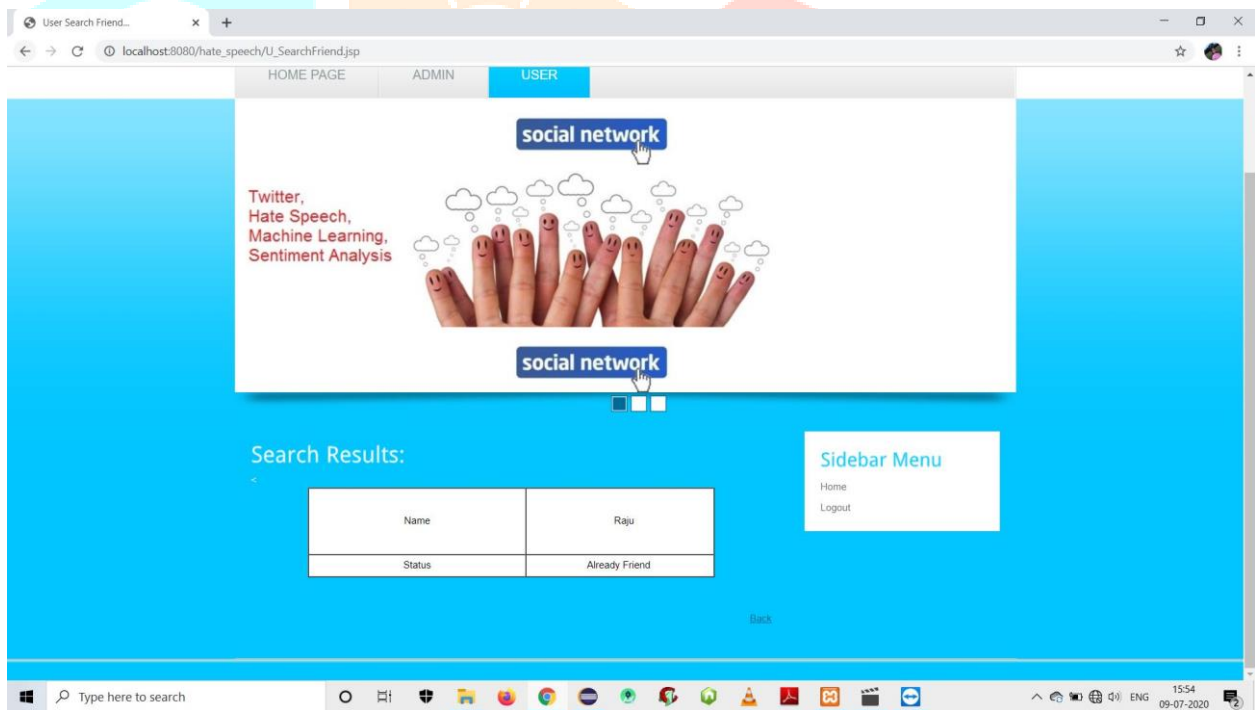 User Search Friend...
localhost:8080/hate_speech/U_SearchFriend.jsp
HOME PAGE
ADMIN
USER
social network
Twitter,
Hate Speech,
Machine Learning,
Sentiment Analysis
social network
Search Results:
<
Name
Raju
Status
Already Friend
Back
Sidebar Menu
Home
Logout
Type here to search
ENG
15:54
09-07-2020
2